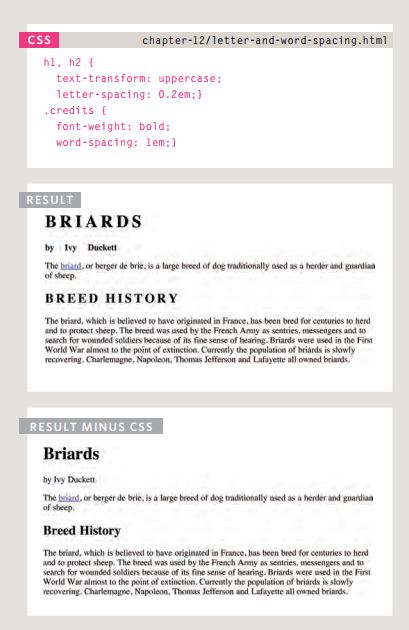 CSS
chapter-12/letter-and-word-spacing.html
h1, h2 {
text-transform: uppercase;
letter-spacing: 0.2em;}
.credits {
font-weight: bold;
word-spacing: 1em;}
RESULT
BRIARDS
by Ivy Duckett
The briard, or berger de brie, is a large breed of dog traditionally used as a herder and guardian
of sheep.
BREED HISTORY
The briard, which is believed to have originated in France, has been bred for centuries to herd
and to protect sheep. The breed was used by the French Army as sentries, messengers and to
search for wounded soldiers because of its fine sense of hearing. Briards were used in the First
World War almost to the point of extinction. Currently the population of briards is slowly
recovering. Charlemagne, Napoleon, Thomas Jefferson and Lafayette all owned briards.
RESULT MINUS CSS
Briards
by Ivy Duckett
The briard, or berger de brie, is a large breed of dog traditionally used as a herder and guardian
of sheep.
Breed History
The briard, which is believed to have originated in France, has been bred for centuries to herd
and to protect sheep. The breed was used by the French Army as sentries, messengers and to
search for wounded soldiers because of its fine sense of hearing. Briards were used in the First
World War almost to the point of extinction. Currently the population of briards is slowly
recovering. Charlemagne, Napoleon, Thomas Jefferson and Lafayette all owned briards.